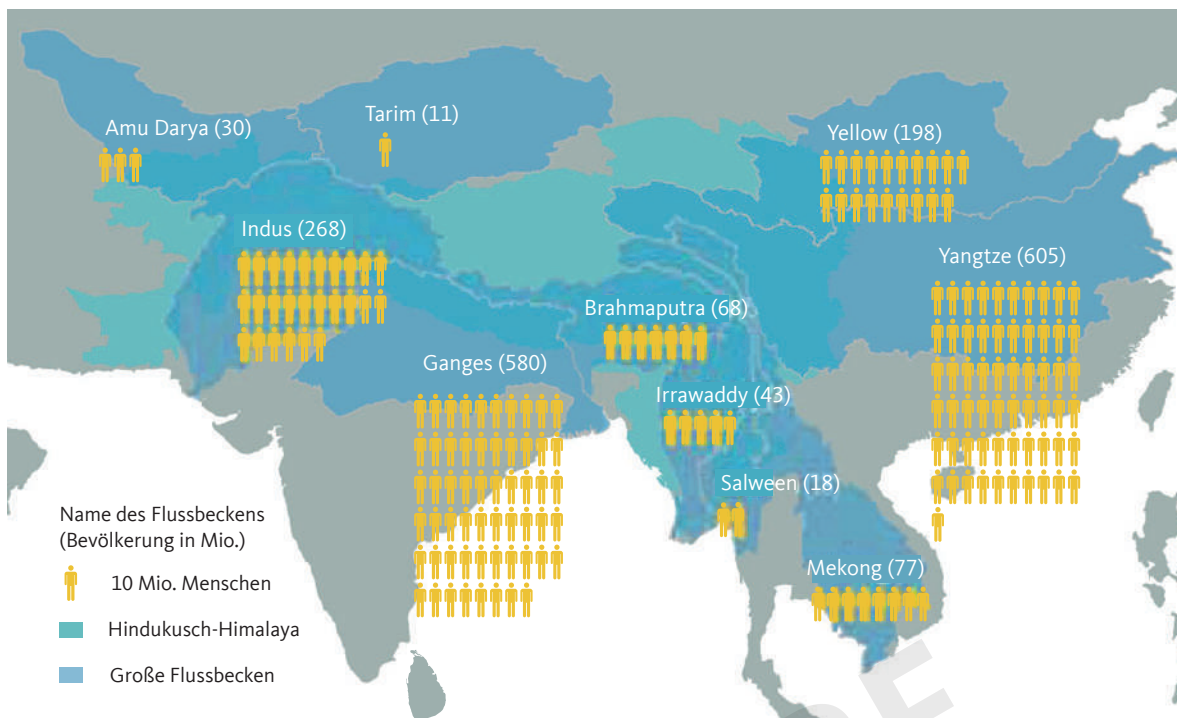 Amu Darya (30)
Tarim (11)
Yellow (198)
Indus (268)
Yangtze (605)
Brahmaputra (68)
Ganges (580)
Irrawaddy (43)
Salween (18)
Mekong (77)
Name des Flussbeckens
(Bevölkerung in Mio.)
10 Mio. Menschen
Hindukusch-Himalaya
Große Flussbecken